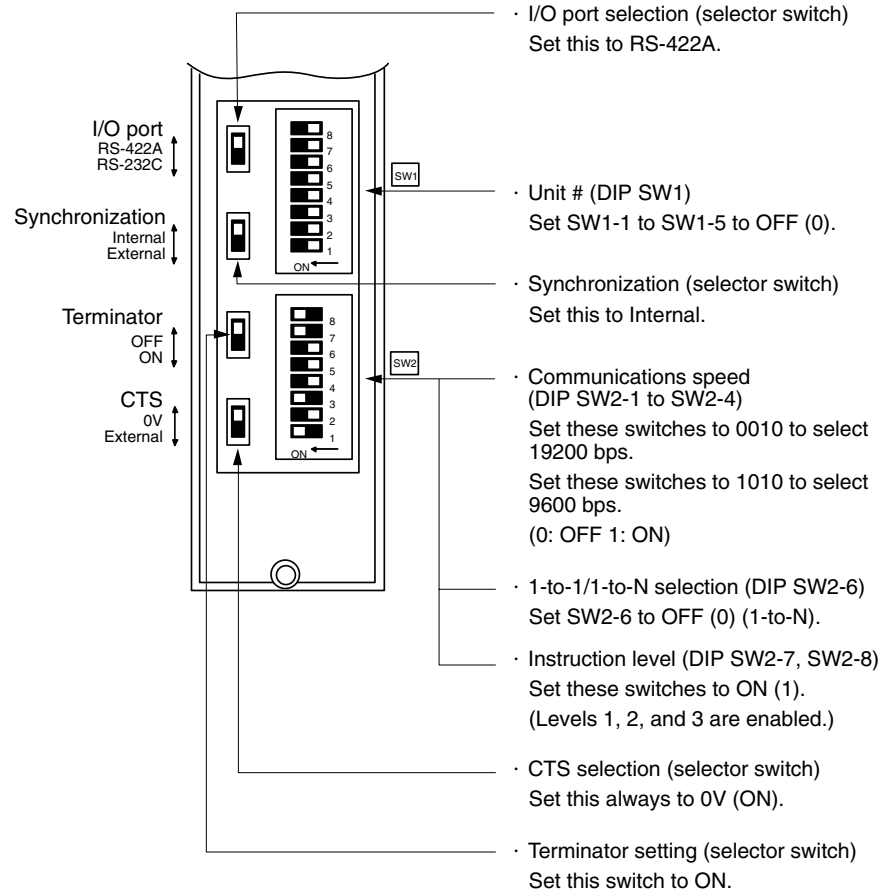 · I/O port selection (selector switch)
Set this to RS-422A.
I/O port
RS-422A
RS-232C
8
7
6
5
4
3
2
1
ON
SW1
· Unit # (DIP SW1)
Set SW1-1 to SW1-5 to OFF (0).
Synchronization
Internal
External
· Synchronization (selector switch)
Set this to Internal.
Terminator
OFF
ON
8
7
6
5
4
3
2
1
ON
SW2
· Communications speed
(DIP SW2-1 to SW2-4)
Set these switches to 0010 to select
19200 bps.
Set these switches to 1010 to select
9600 bps.
(0: OFF 1: ON)
CTS
0V
External
· 1-to-1/1-to-N selection (DIP SW2-6)
Set SW2-6 to OFF (0) (1-to-N).
· Instruction level (DIP SW2-7, SW2-8)
Set these switches to ON (1).
(Levels 1, 2, and 3 are enabled.)
· CTS selection (selector switch)
Set this always to 0V (ON).
· Terminator setting (selector switch)
Set this switch to ON.